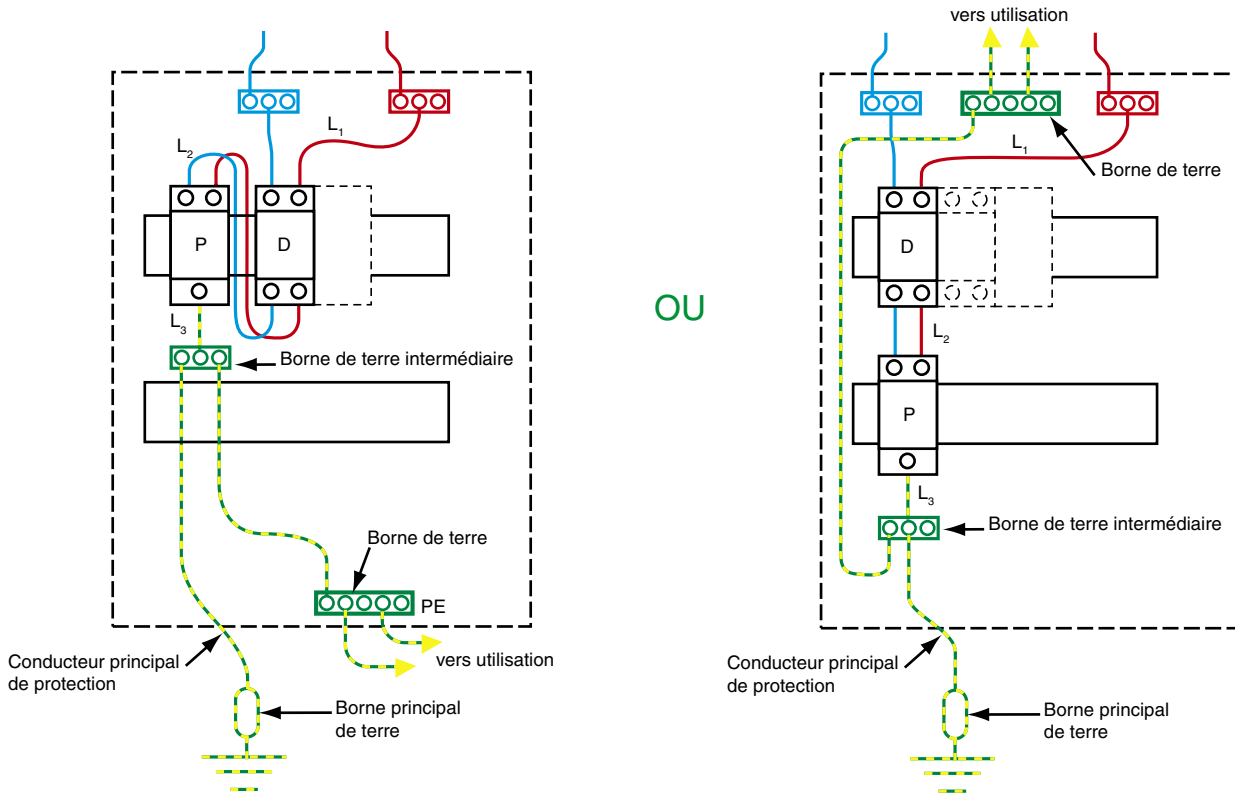 L1
L2
P
D
L3
Borne de terre intermédiaire
Borne de terre
PE
vers utilisation
Conducteur principal
de protection
Borne principal
de terre
OU
vers utilisation
L1
Borne de terre
D
L2
P
L3
Borne de terre intermédiaire
Conducteur principal
de protection
Borne principal
de terre